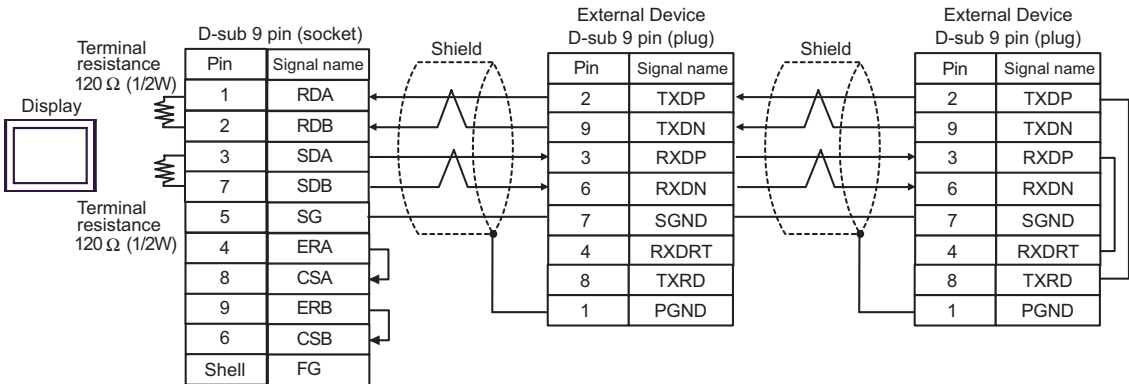 Display
Terminal
resistance
120 Ω (1/2W)
Terminal
resistance
120 Ω (1/2W)
D-sub 9 pin (socket)
Pin Signal name
1 RDA
2 RDB
3 SDA
7 SDB
5 SG
4 ERA
8 CSA
9 ERB
6 CSB
Shell FG
Shield
External Device
D-sub 9 pin (plug)
Pin Signal name
2 TXDP
9 TXDN
3 RXDP
6 RXDN
7 SGND
4 RXDRT
8 TXRD
1 PGND
Shield
External Device
D-sub 9 pin (plug)
Pin Signal name
2 TXDP
9 TXDN
3 RXDP
6 RXDN
7 SGND
4 RXDRT
8 TXRD
1 PGND